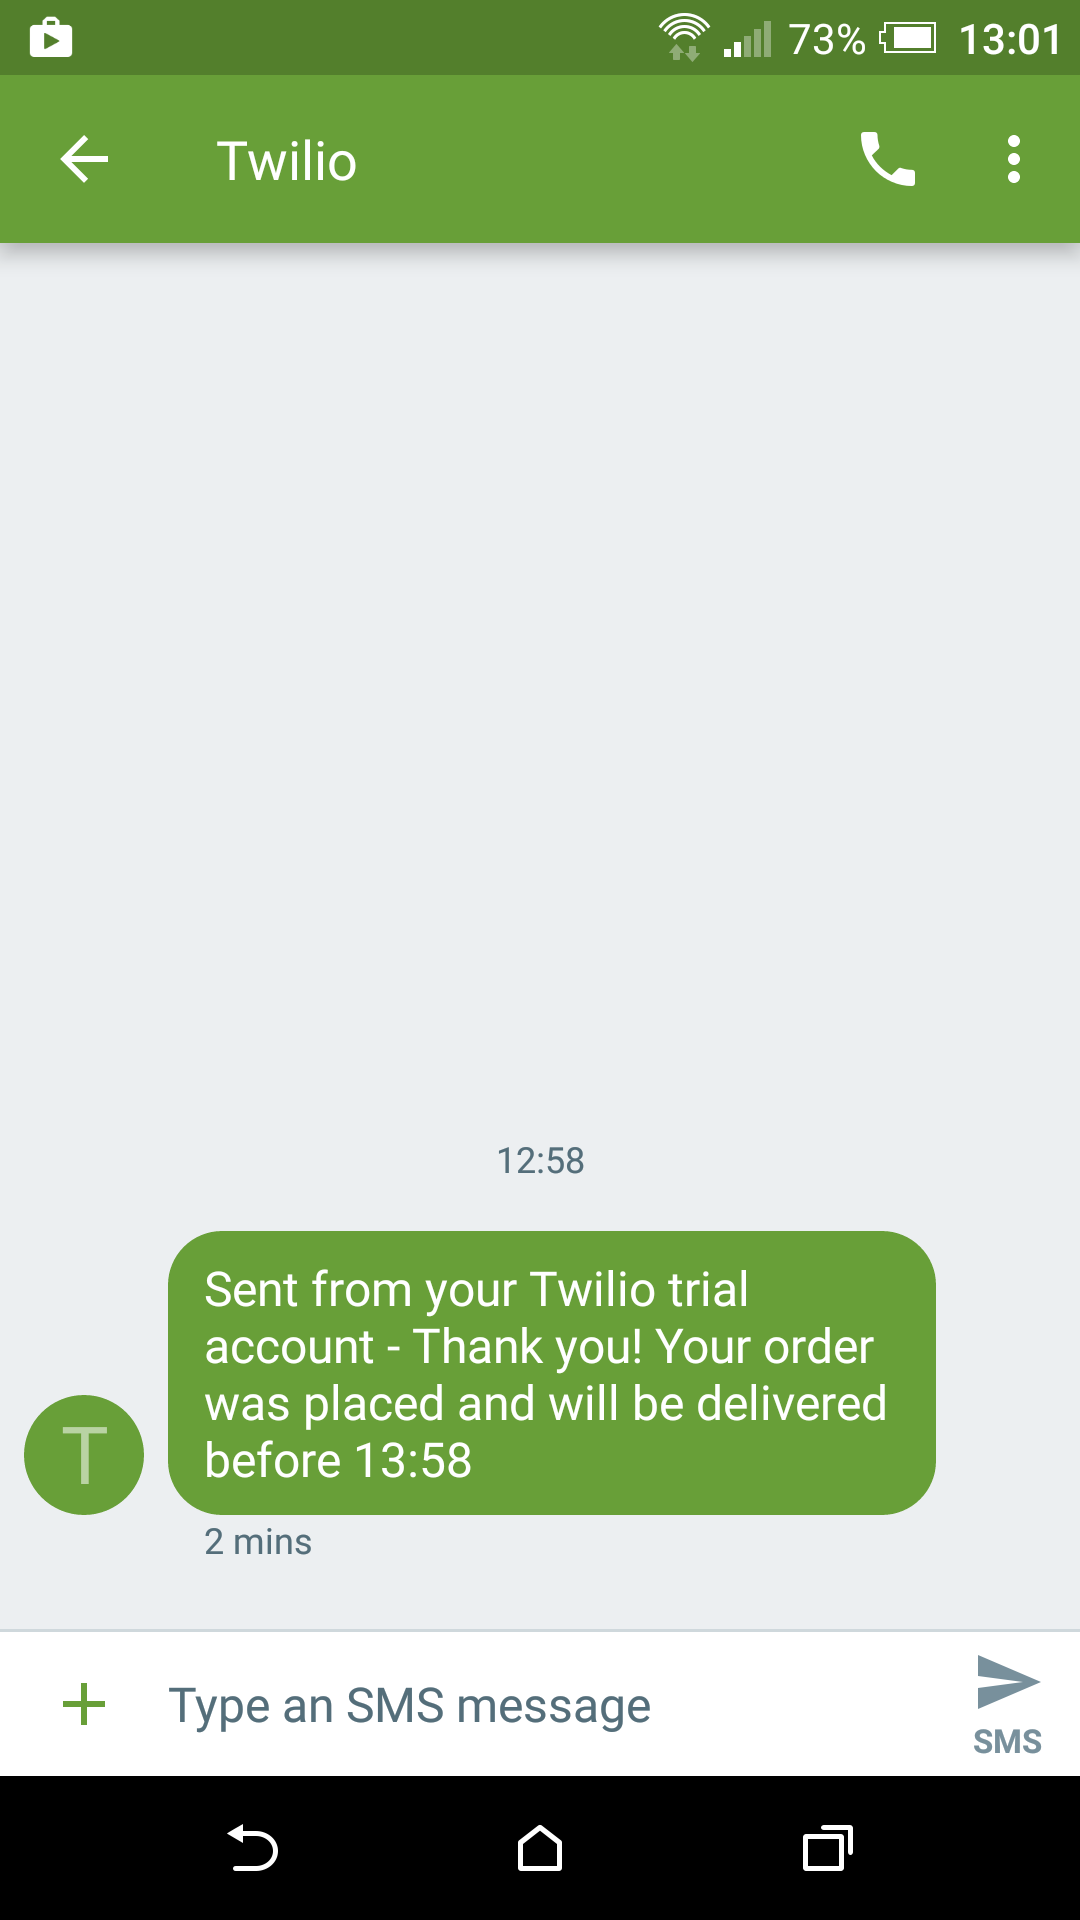 73% 13:01
Twilio
12:58
Sent from your Twilio trial
account - Thank you! Your order
was placed and will be delivered
before 13:58
T
2 mins
Type an SMS message
SMS